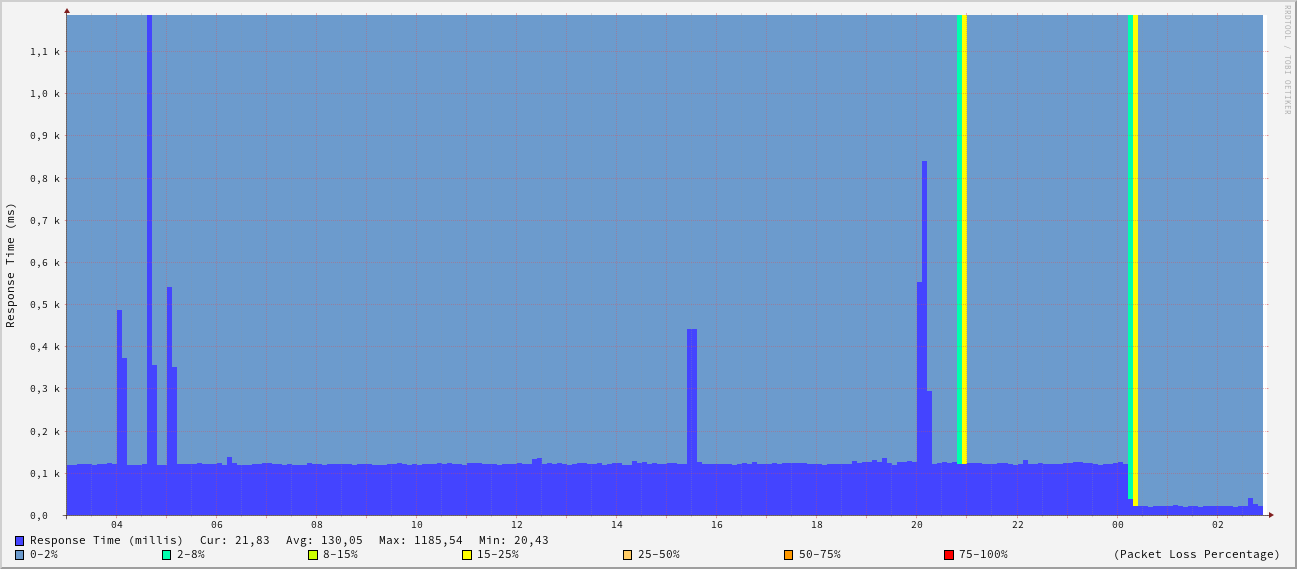 RRDTOOL / TOBI OETIKER
Response Time (ms)
1,1 k
1,0 k
0,9 k
0,8 k
0,7 k
0,6 k
0,5 k
0,4 k
0,3 k
0,2 k
0,1 k
0,0
04 06 08 10 12 14 16 18 20 22 00 02
Response Time (millis) Cur: 21,83 Avg: 130,05 Max: 1185,54 Min: 20,43
0-2% 2-8% 8-15% 15-25% 25-50% 50-75% 75-100% (Packet Loss Percentage)